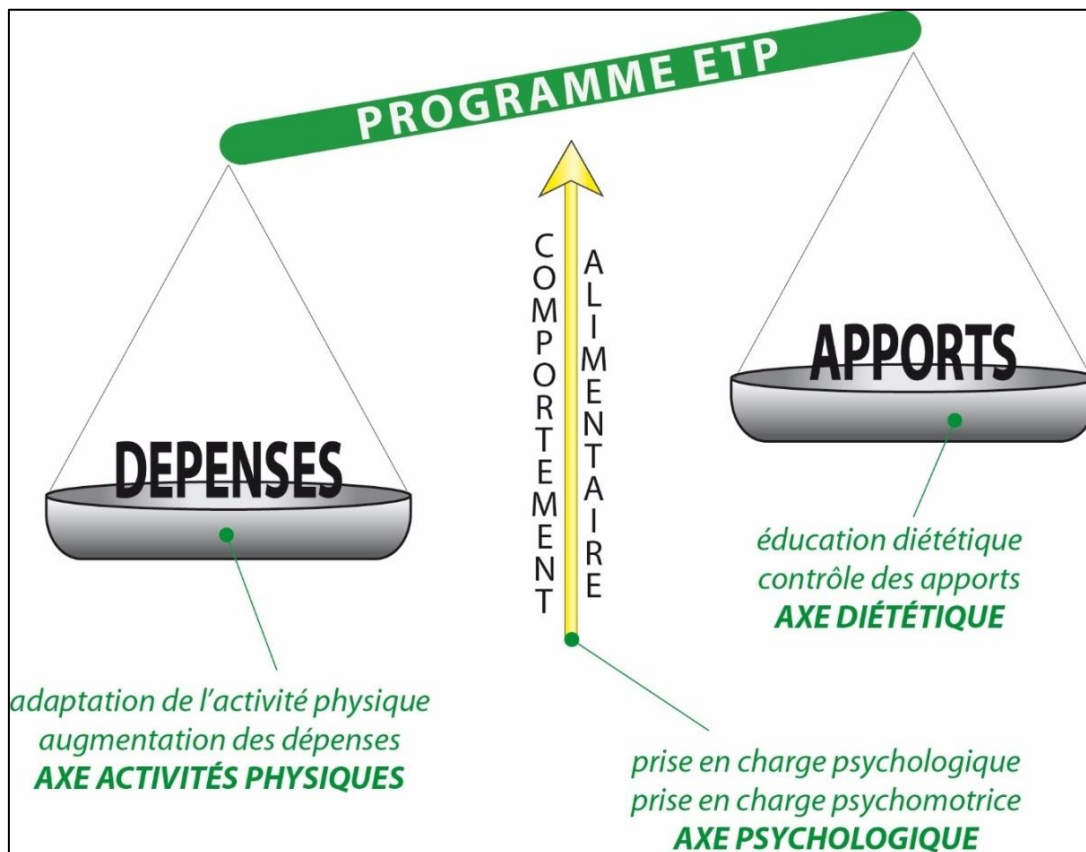 PROGRAMME ETP
COMPORTEMENT
ALIMENTAIRE
APPORTS
DEPENSES
éducation diététique
contrôle des apports
AXE DIÉTÉTIQUE
adaptation de l'activité physique
augmentation des dépenses
AXE ACTIVITÉS PHYSIQUES
prise en charge psychologique
prise en charge psychomotrice
AXE PSYCHOLOGIQUE